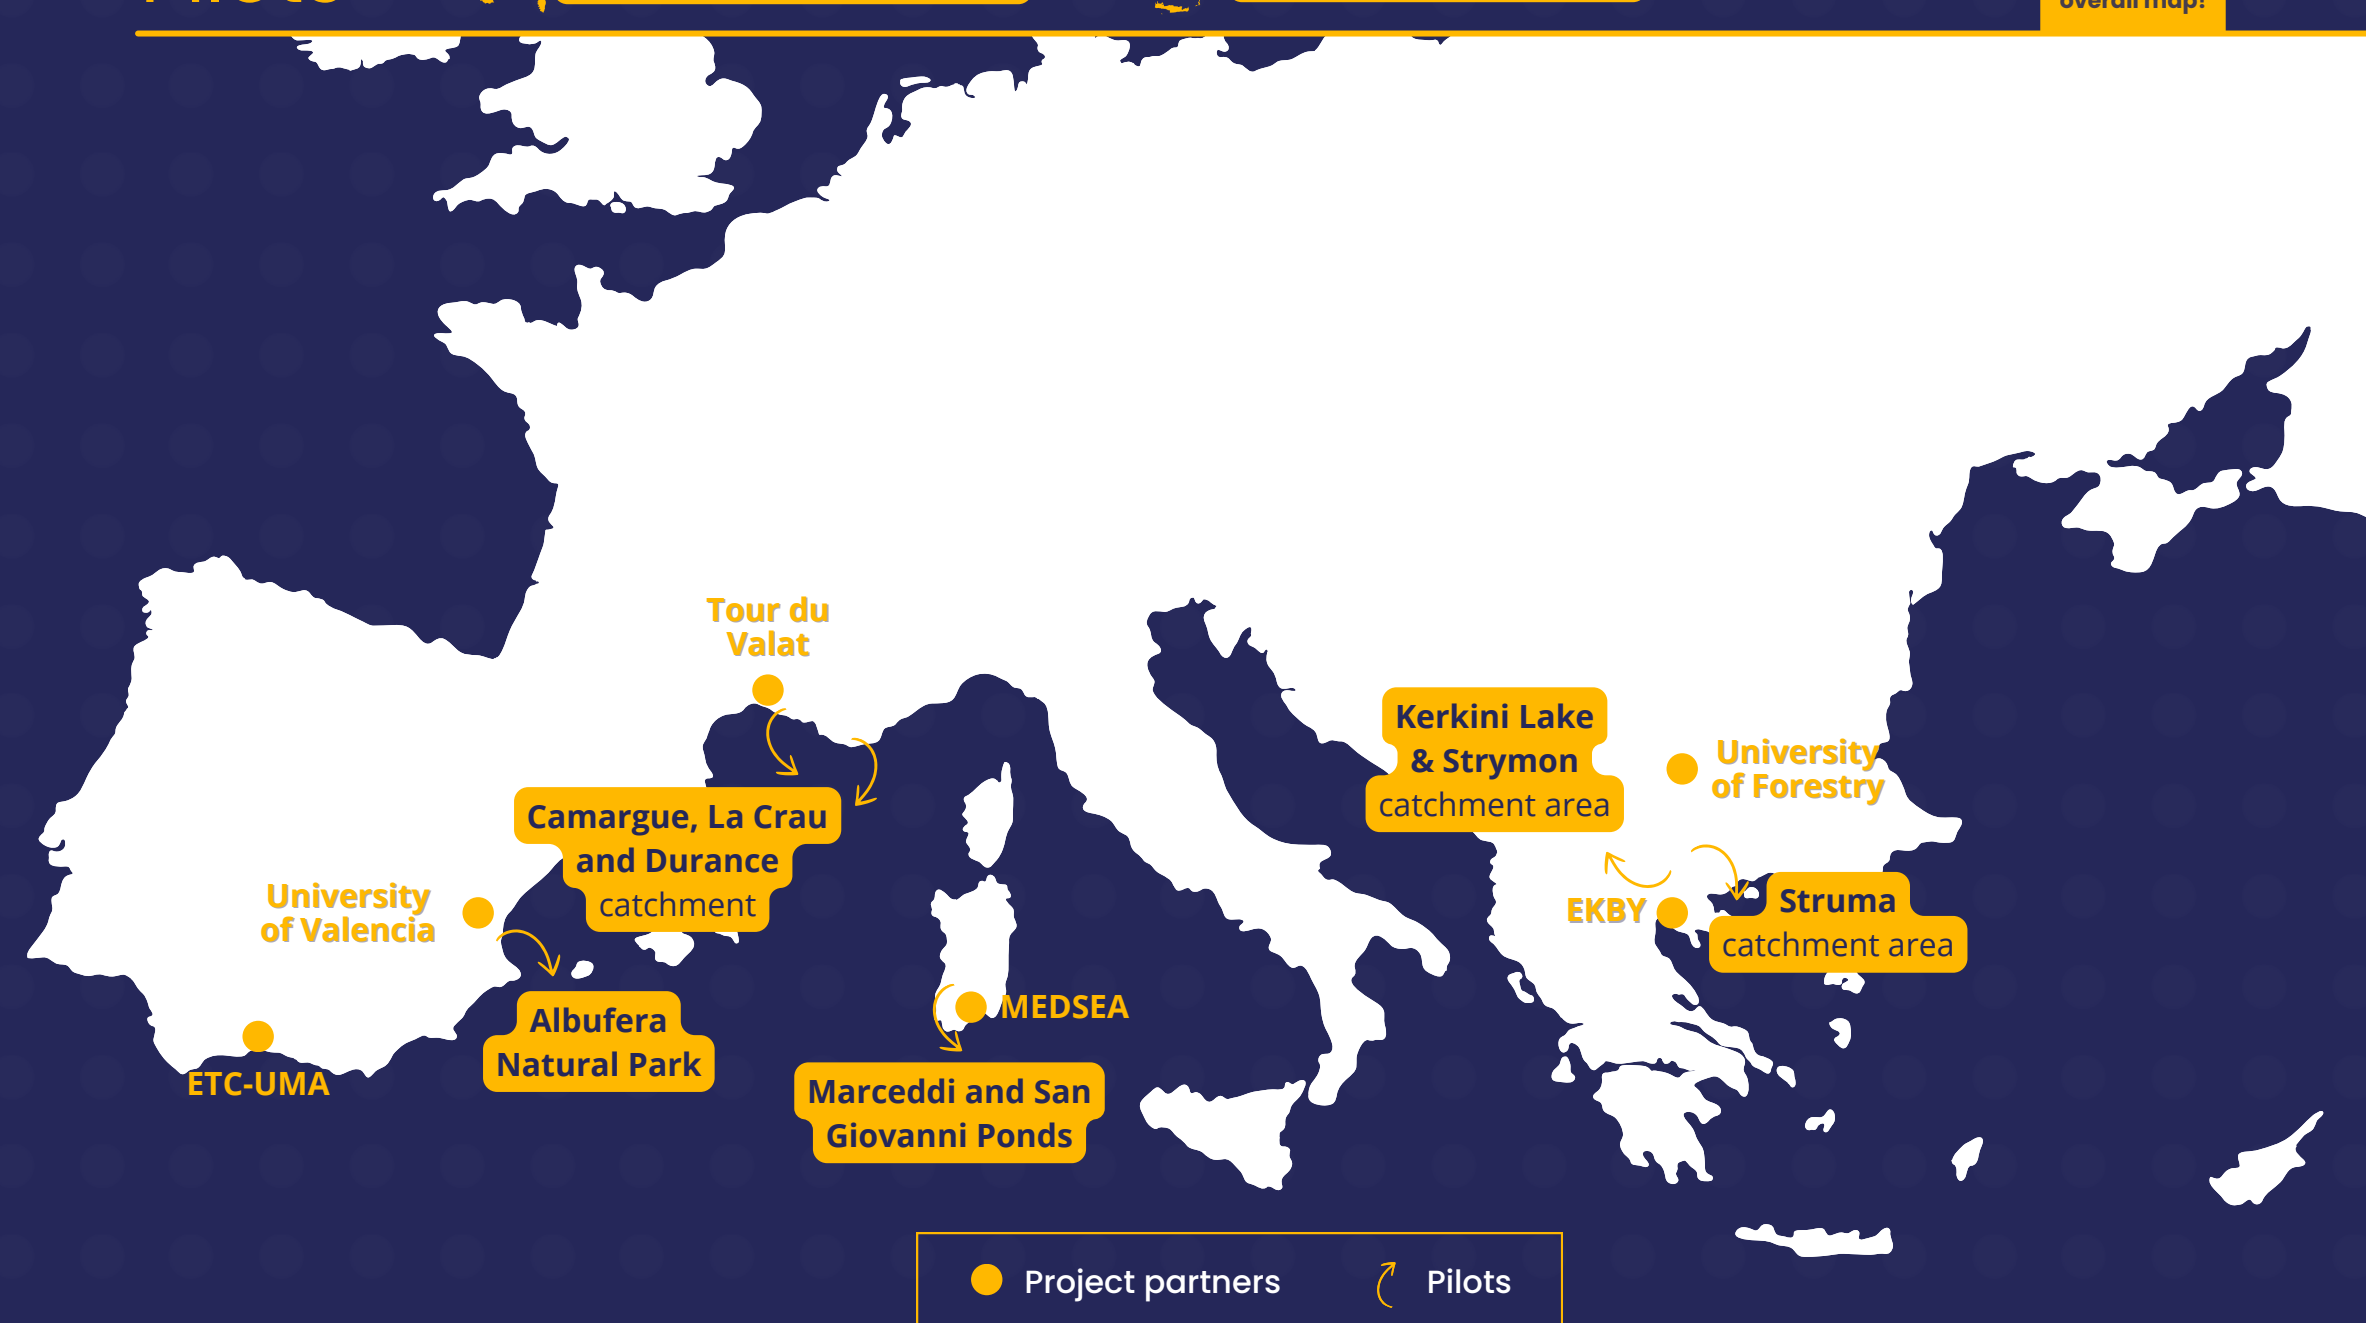 overall map!
Tour du
Valat
Kerkini Lake
& Strymon
catchment area
University
of Forestry
Camargue, La Crau
and Durance
catchment
University
of Valencia
EKBY
Struma
catchment area
MEDSEA
Albufera
Natural Park
ETC-UMA
Marceddi and San
Giovanni Ponds
Project partners
Pilots